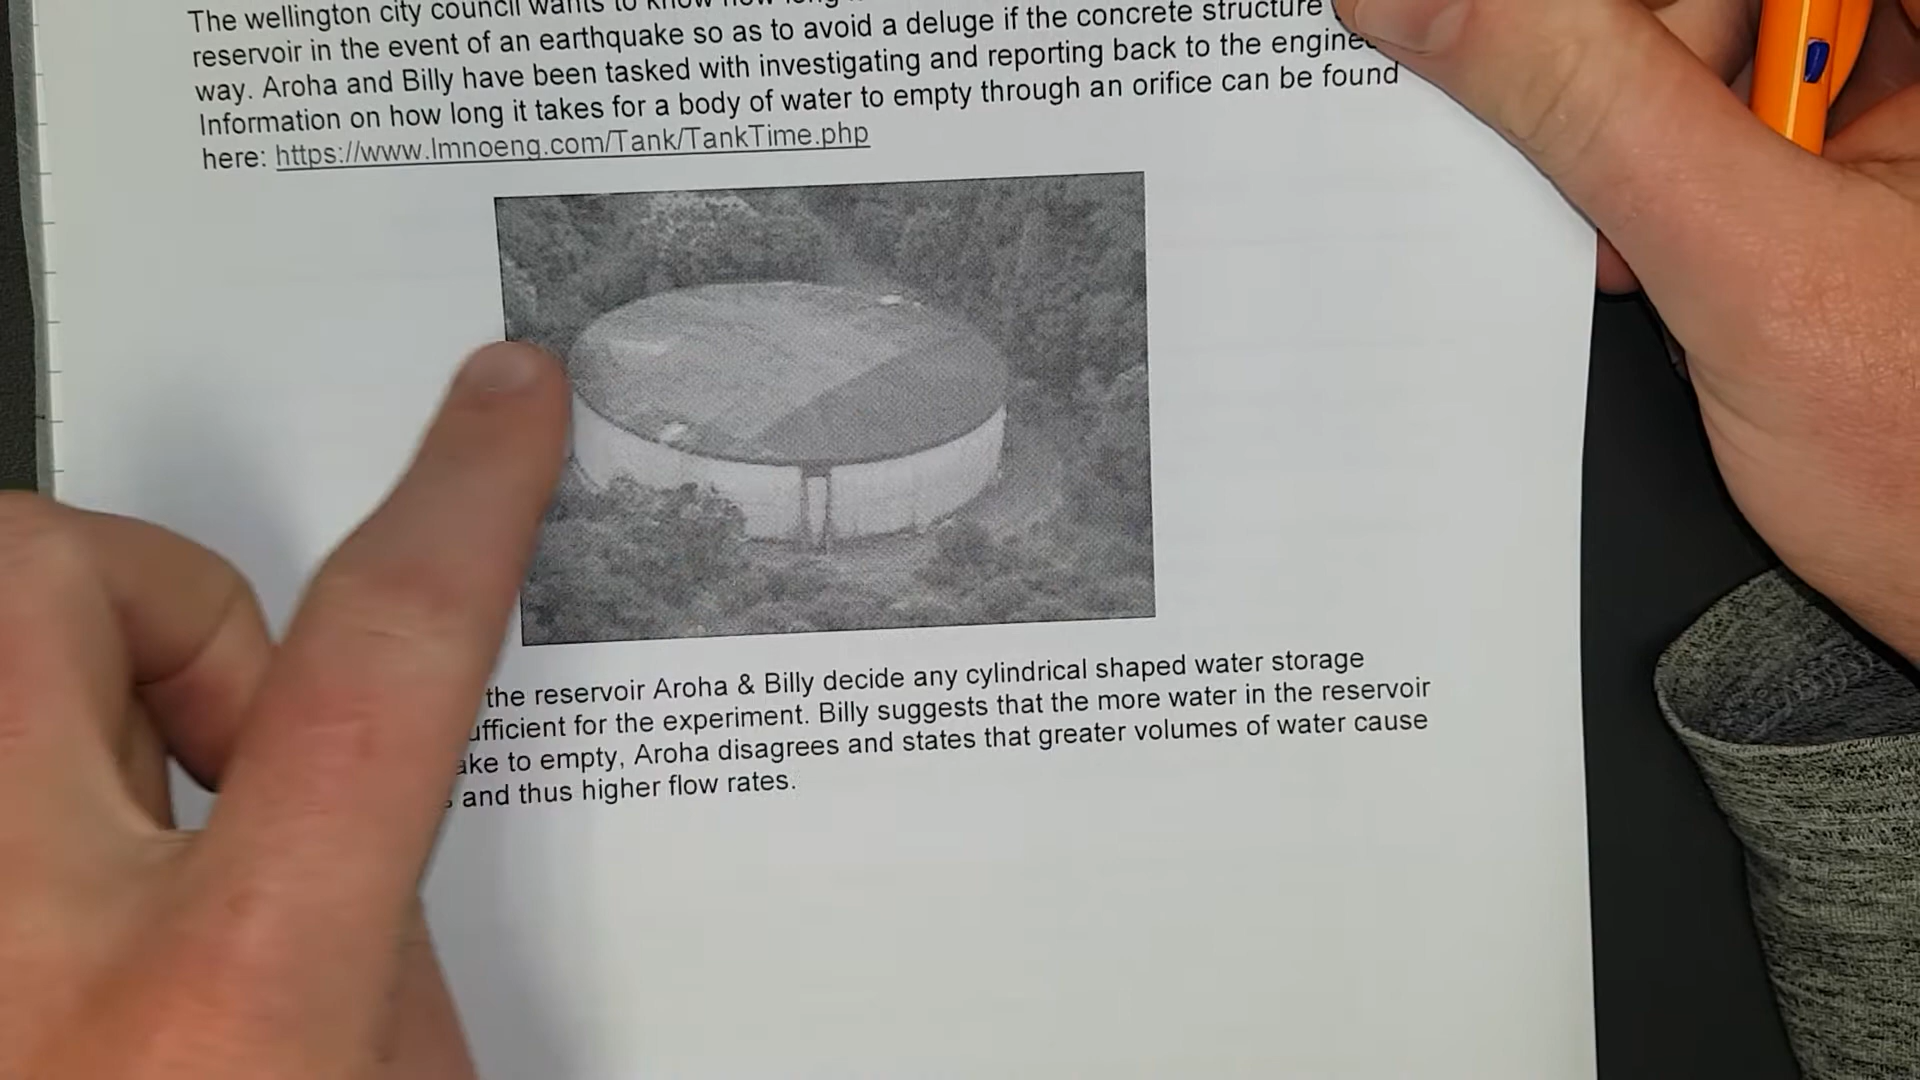 The wellington city council wants to know how long
reservoir in the event of an earthquake so as to avoid a deluge if the concrete structure
way. Aroha and Billy have been tasked with investigating and reporting back to the
Information on how long it takes for a body of water to empty through an orifice can be found
here: https://www.lmnoeng.com/Tank/TankTime.php
the reservoir Aroha & Billy decide any cylindrical shaped water storage
for the experiment. Billy suggests that the more water in the reservoir
to empty, Aroha disagrees and states that greater volumes of water cause
and thus higher flow rates.